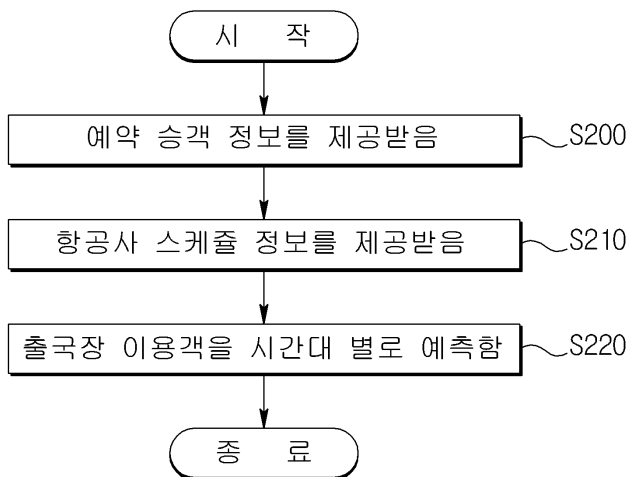 시 작
예약 승객 정보를 제공받음 S200
항공사 스케쥴 정보를 제공받음 S210
출국장 이용객을 시간대 별로 예측함 S220
종 료